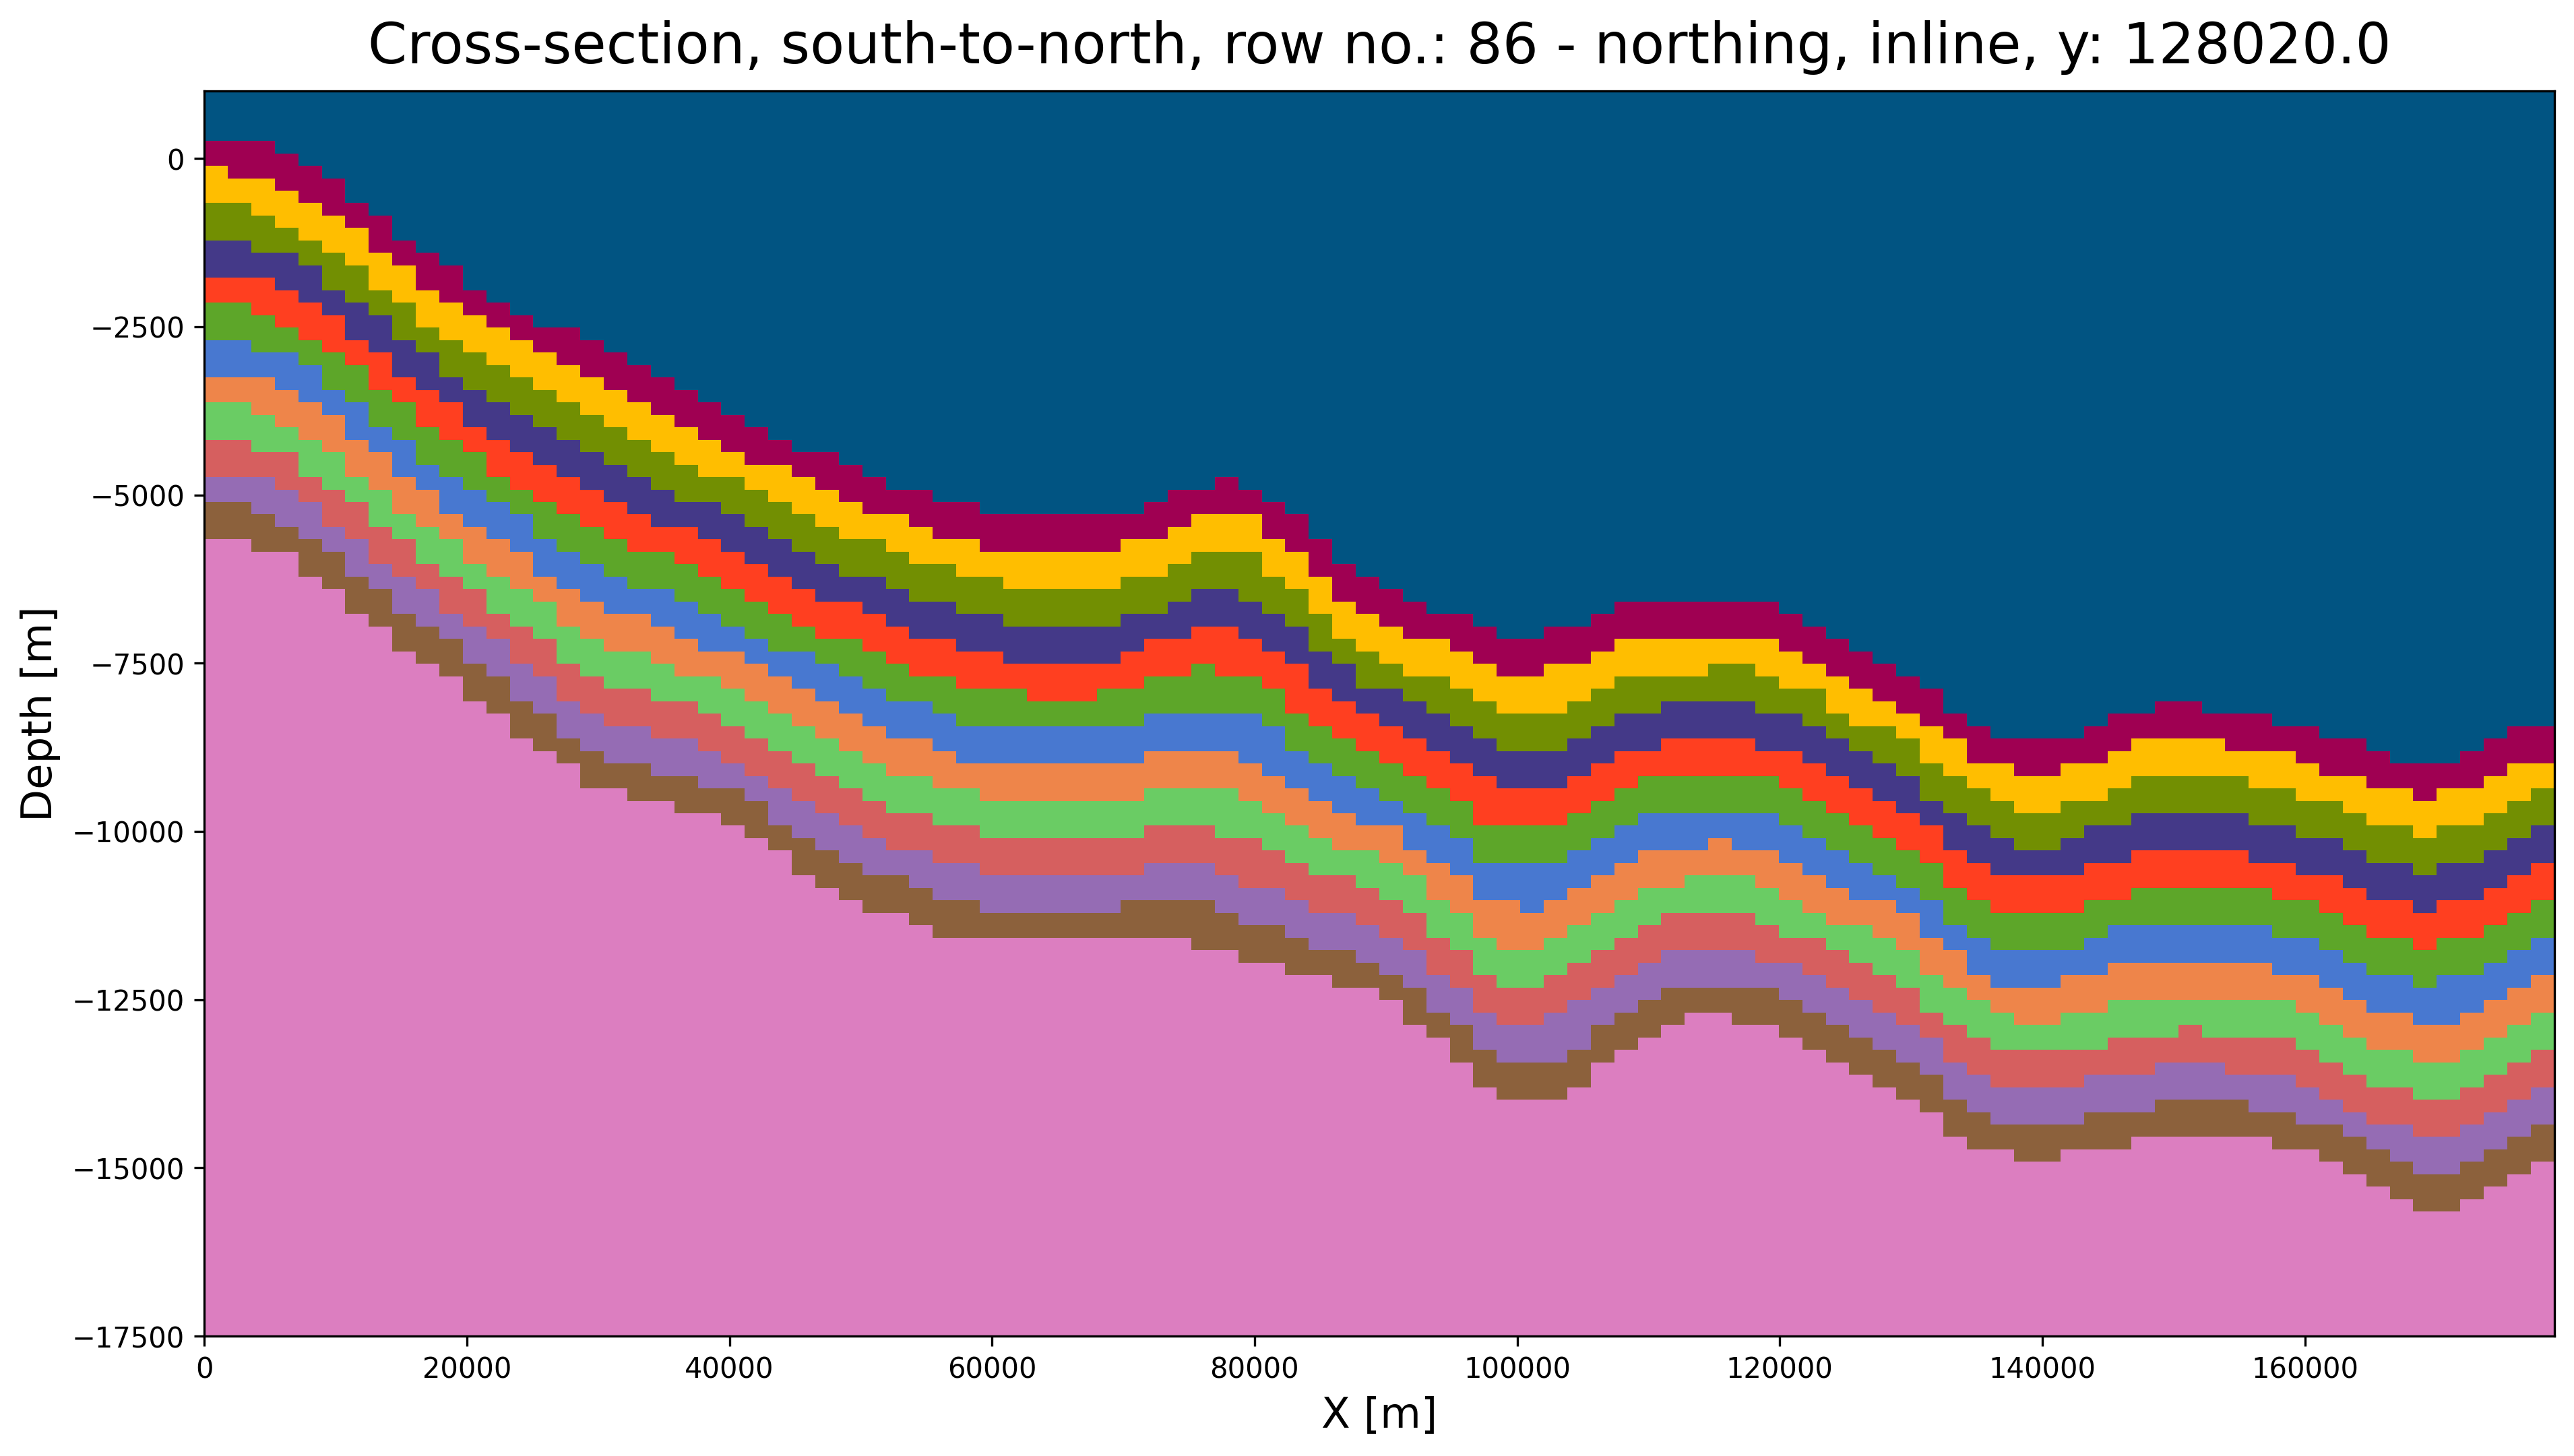 Cross-section, south-to-north, row no.: 86 - northing, inline, y: 128020.0
0
−2500
−5000
−7500
−10000
−12500
−15000
−17500
Depth [m]
0 20000 40000 60000 80000 100000 120000 140000 160000
X [m]